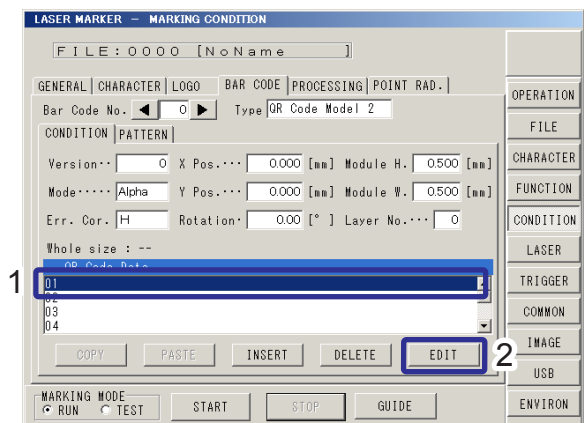 LASER MARKER — MARKING CONDITION
FILE:0000 [NoName ]
GENERAL CHARACTER LOGO BAR CODE PROCESSING POINT RAD.
Bar Code No. ◀ 0 ▶ Type QR Code Model 2
CONDITION PATTERN
Version·· 0 X Pos.··· 0.000 [mm] Module H. 0.500 [mm]
Mode····· Alpha Y Pos.··· 0.000 [mm] Module W. 0.500 [mm]
Err. Cor. H Rotation· 0.00 [° ] Layer No.··· 0
Whole size : --
QR Code Data
1
01
02
03
04
COPY PASTE INSERT DELETE EDIT 2
MARKING MODE
RUN TEST START STOP GUIDE
OPERATION
FILE
CHARACTER
FUNCTION
CONDITION
LASER
TRIGGER
COMMON
IMAGE
USB
ENVIRON